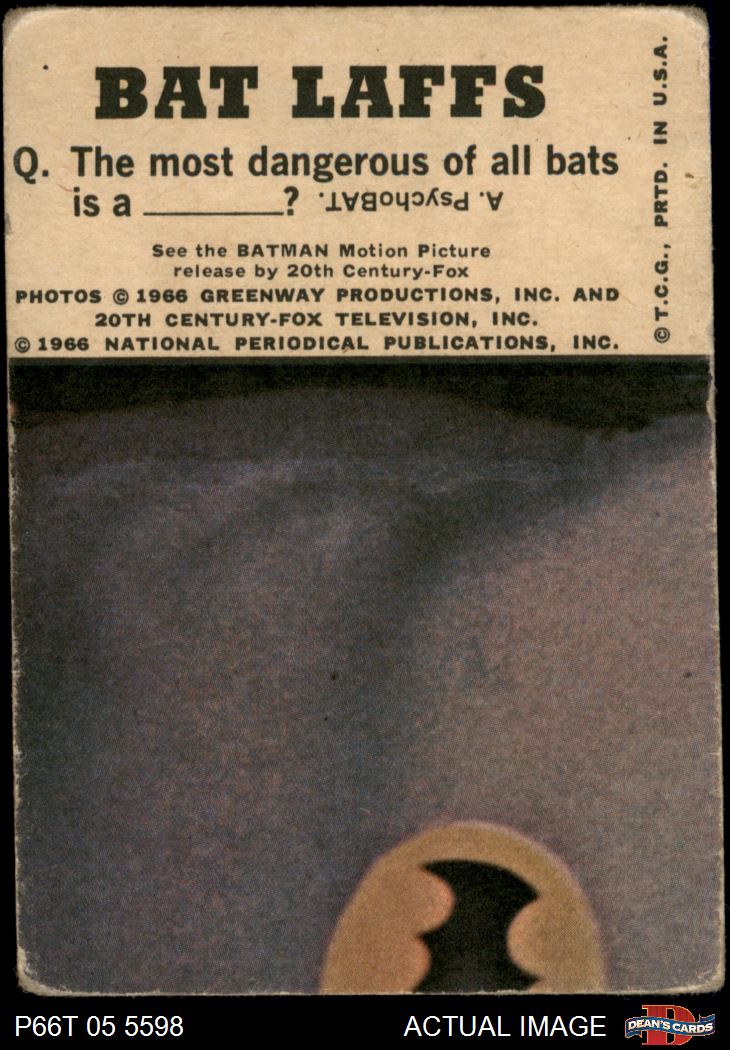 BAT LAFFS
Q. The most dangerous of all bats
is a ________? A. PsychoBAT.
See the BATMAN Motion Picture
release by 20th Century-Fox
PHOTOS © 1966 GREENWAY PRODUCTIONS, INC. AND
20TH CENTURY-FOX TELEVISION, INC.
© 1966 NATIONAL PERIODICAL PUBLICATIONS, INC.
© T.C.G., PRTD. IN U.S.A.
P66T 05 5598
ACTUAL IMAGE
D
DEAN'S CARDS